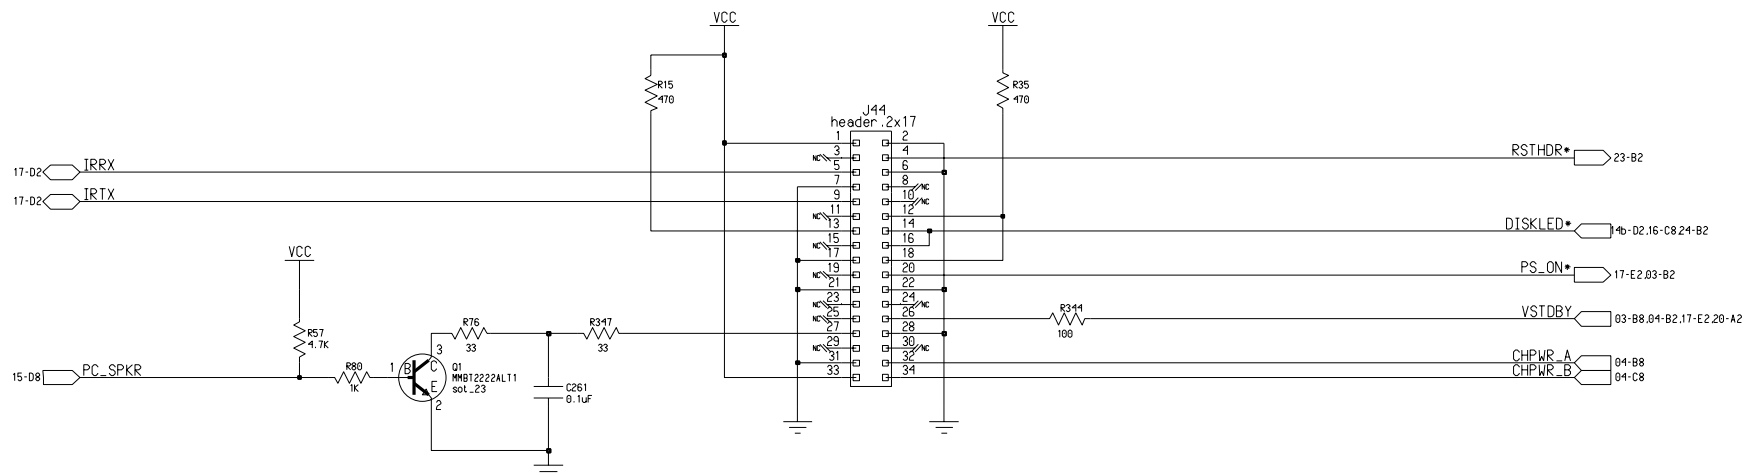 VCC
VCC
R15
470
R35
470
J44
header.2x17
1 2
3 4
5 6
7 8
9 10
11 12
13 14
15 16
17 18
19 20
21 22
23 24
25 26
27 28
29 30
31 32
33 34
NC
NC
NC
NC
NC
NC
NC
NC
NC
NC
NC
17-D2 IRRX
17-D2 IRTX
RSTHDR* 23-B2
DISKLED* 14b-D2,16-C8,24-B2
PS_ON* 17-E2,03-B2
R344
100
VSTDBY 03-B8,04-B2,17-E2,20-A2
CHPWR_A 04-B8
CHPWR_B 04-C8
VCC
R57
4.7K
R76
33
R347
33
15-D8 PC_SPKR
R80
1K
1 B
3
C
E
2
Q1
MMBT2222ALT1
sot_23
C261
0.1uF